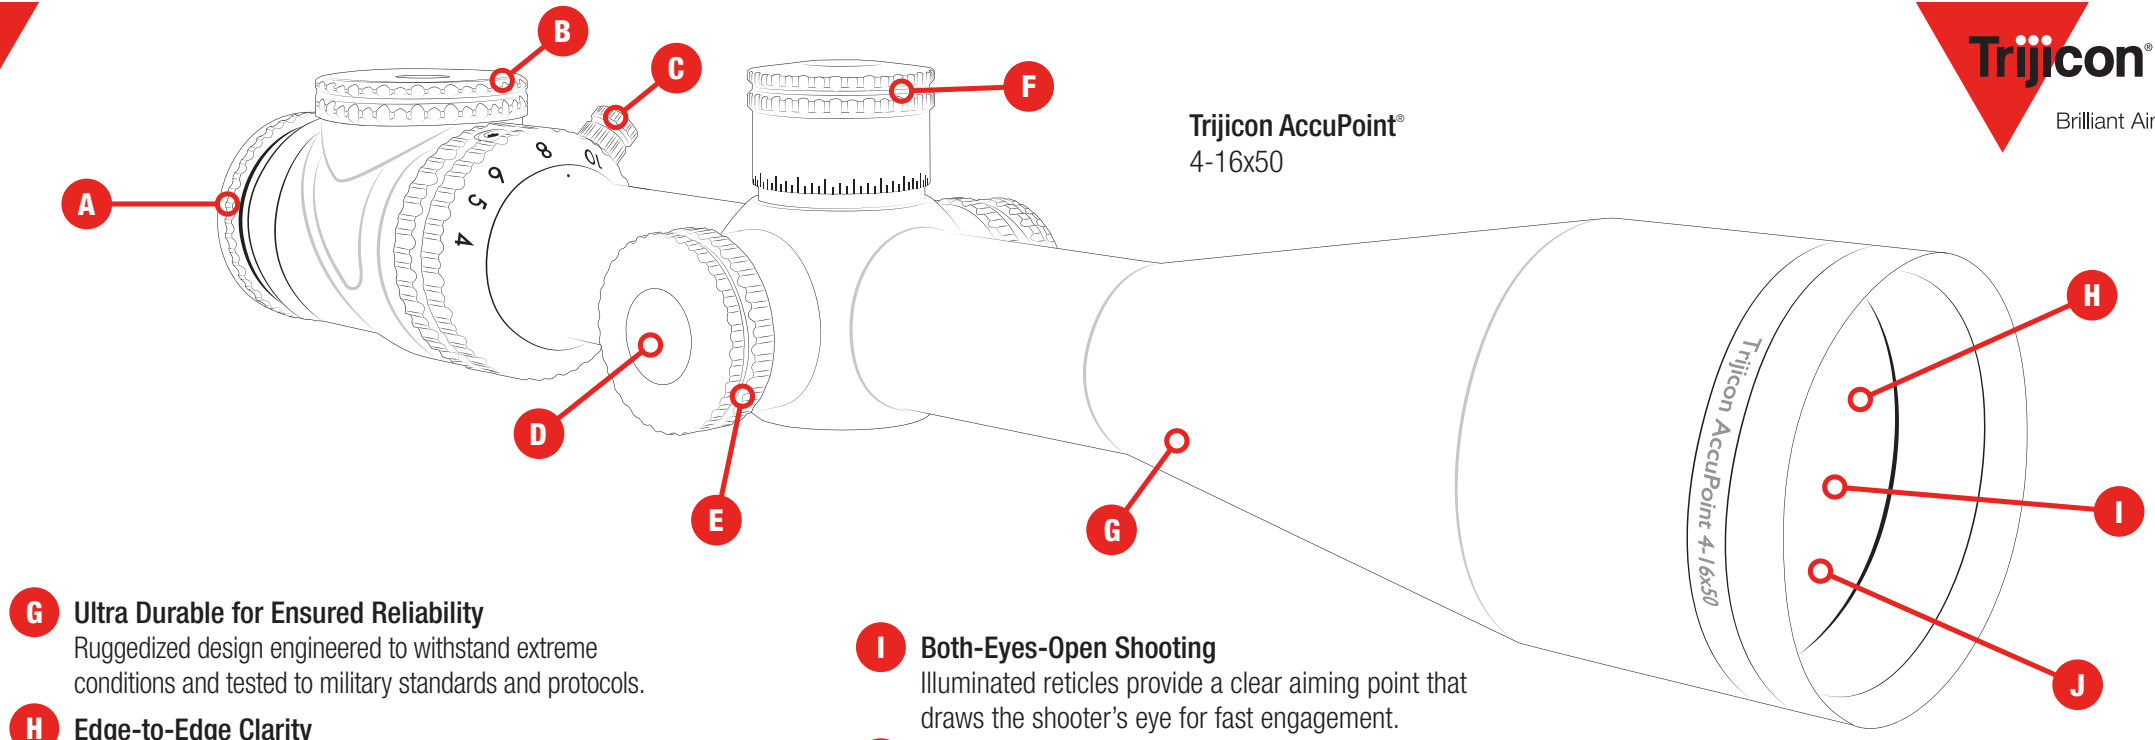 B
C
F
Trijicon®
Brilliant Aim
Trijicon AccuPoint®
4-16x50
A
4
5
6
8
10
H
D
E
G
I
J
Trijicon AccuPoint 4-16x50
G Ultra Durable for Ensured Reliability
Ruggedized design engineered to withstand extreme
conditions and tested to military standards and protocols.
H Edge-to-Edge Clarity
I Both-Eyes-Open Shooting
Illuminated reticles provide a clear aiming point that
draws the shooter's eye for fast engagement.